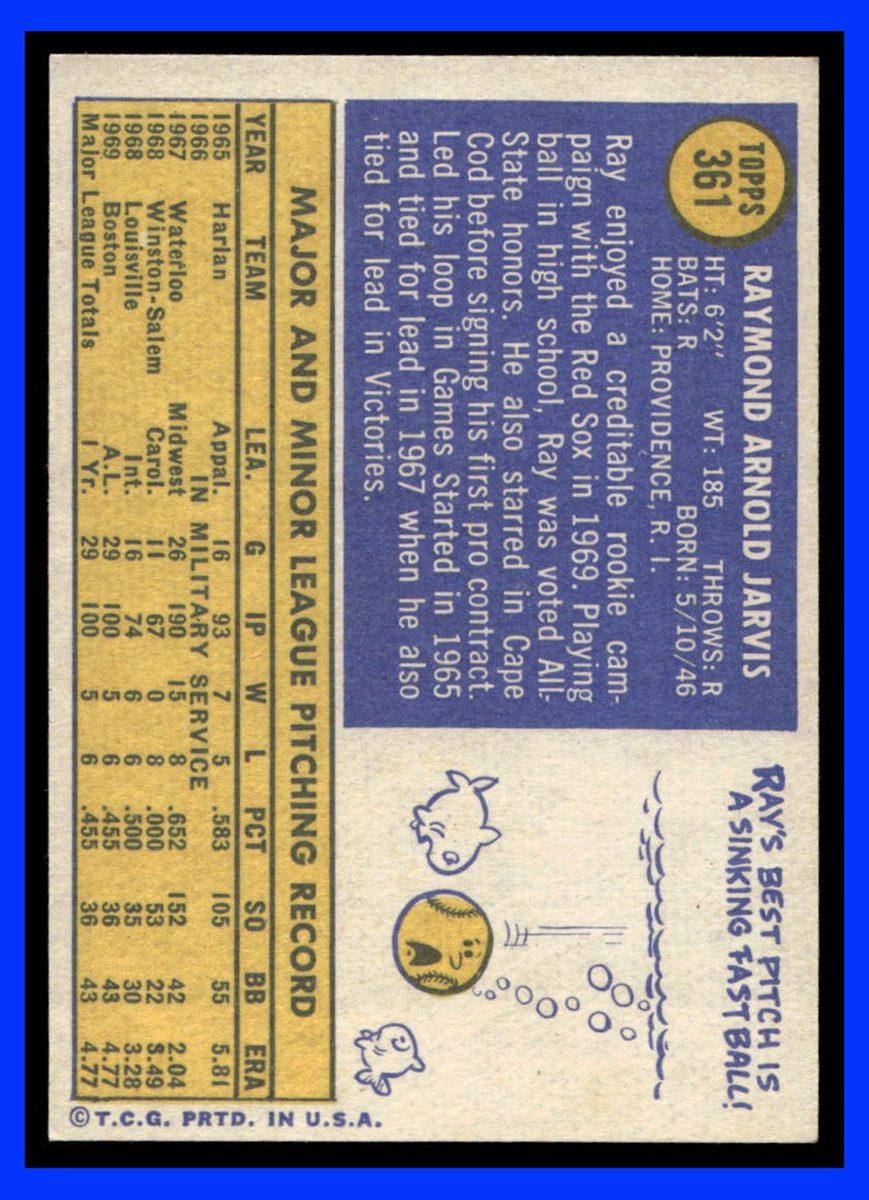 TOPPS
361
RAYMOND ARNOLD JARVIS
HT: 6'2" WT: 185 THROWS: R
BATS: R BORN: 5/10/46
HOME: PROVIDENCE, R. I.
Ray enjoyed a creditable rookie cam-
paign with the Red Sox in 1969. Playing
ball in high school, Ray was voted All-
State honors. He also starred in Cape
Cod before signing his first pro contract.
Led his loop in Games Started in 1965
and tied for lead in 1967 when he also
tied for lead in Victories.
RAY'S BEST PITCH IS
A SINKING FAST BALL!
MAJOR AND MINOR LEAGUE PITCHING RECORD
YEAR TEAM LEA. G IP W L PCT SO BB ERA
1965 Harlan Appal. 16 93 7 5 .583 105 55 5.81
1966 IN MILITARY SERVICE
1967 Waterloo Midwest 26 190 15 8 .652 152 42 2.04
1968 Winston-Salem Carol. 11 67 0 8 .000 53 22 8.49
1968 Louisville Int. 16 74 6 6 .500 35 30 3.28
1969 Boston A.L. 29 100 5 6 .455 36 43 4.77
Major League Totals 1 Yr. 29 100 5 6 .455 36 43 4.77
© T.C.G. PRTD. IN U.S.A.